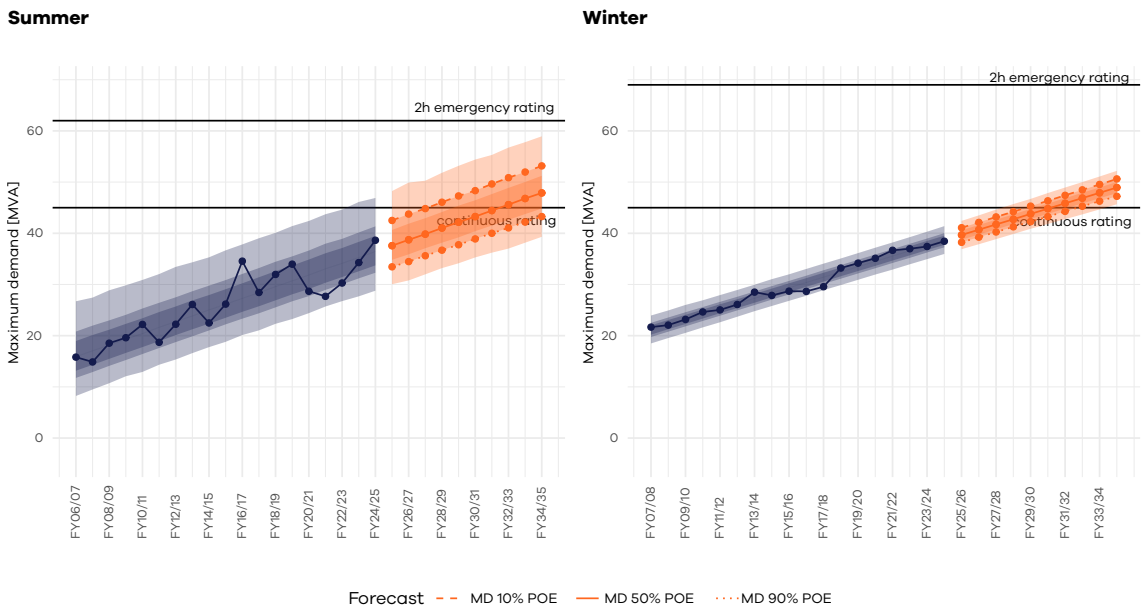 Summer
Maximum demand [MVA]
60
40
20
0
2h emergency rating
continuous rating
FY06/07
FY08/09
FY10/11
FY12/13
FY14/15
FY16/17
FY18/19
FY20/21
FY22/23
FY24/25
FY26/27
FY28/29
FY30/31
FY32/33
FY34/35
Winter
Maximum demand [MVA]
60
40
20
0
2h emergency rating
continuous rating
FY07/08
FY09/10
FY11/12
FY13/14
FY15/16
FY17/18
FY19/20
FY21/22
FY23/24
FY25/26
FY27/28
FY29/30
FY31/32
FY33/34
Forecast MD 10% POE MD 50% POE MD 90% POE